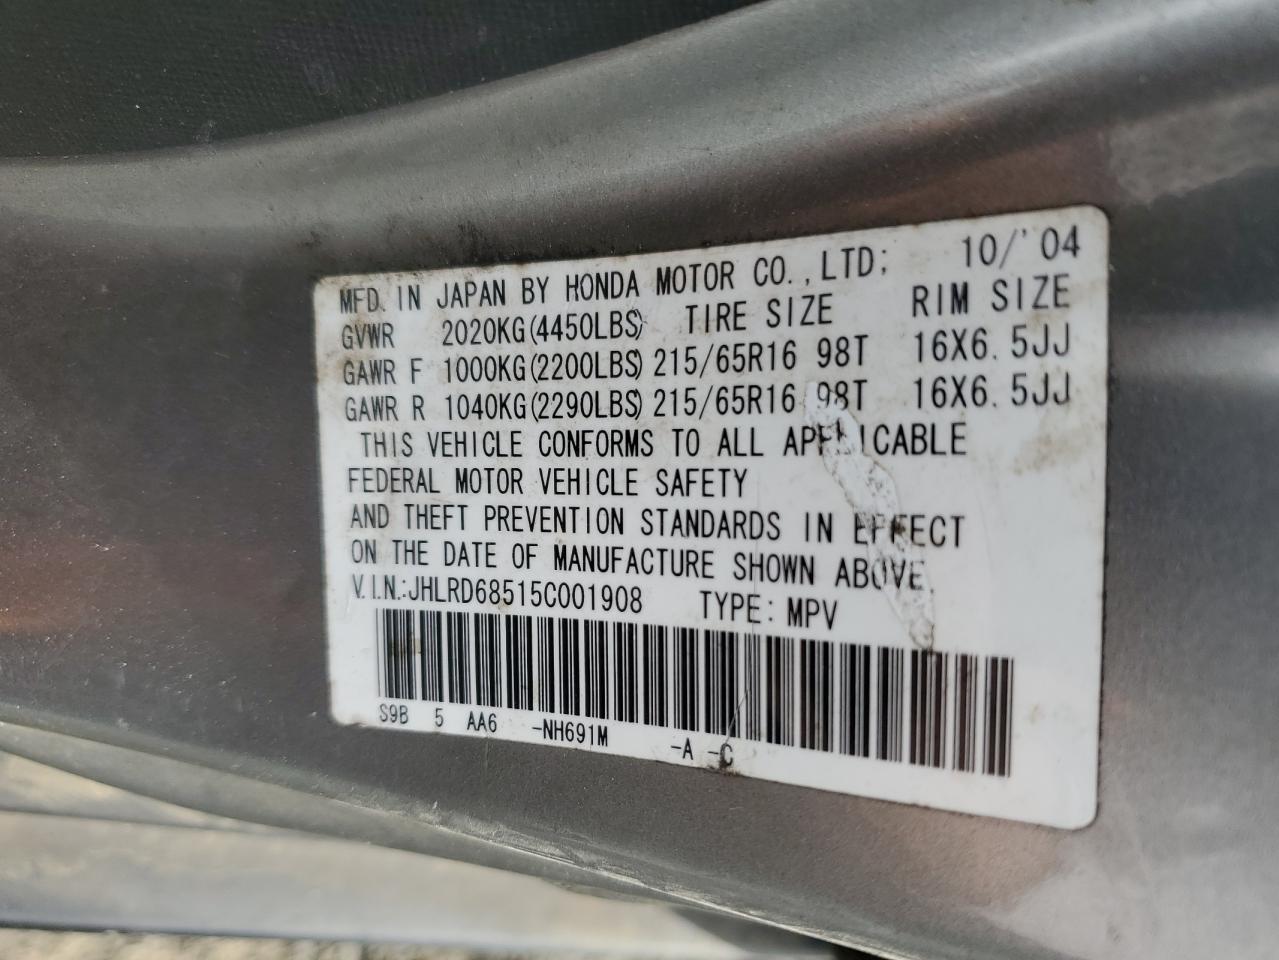 MFD. IN JAPAN BY HONDA MOTOR CO., LTD: 10/'04
GVWR 2020KG(4450LBS) TIRE SIZE RIM SIZE
GAWR F 1000KG(2200LBS) 215/65R16 98T 16X6.5JJ
GAWR R 1040KG(2290LBS) 215/65R16 98T 16X6.5JJ
THIS VEHICLE CONFORMS TO ALL APPLICABLE
FEDERAL MOTOR VEHICLE SAFETY
AND THEFT PREVENTION STANDARDS IN EFFECT
ON THE DATE OF MANUFACTURE SHOWN ABOVE.
V.I.N.:JHLRD68515C001908 TYPE: MPV
S9B 5 AA6 -NH691M -A -C